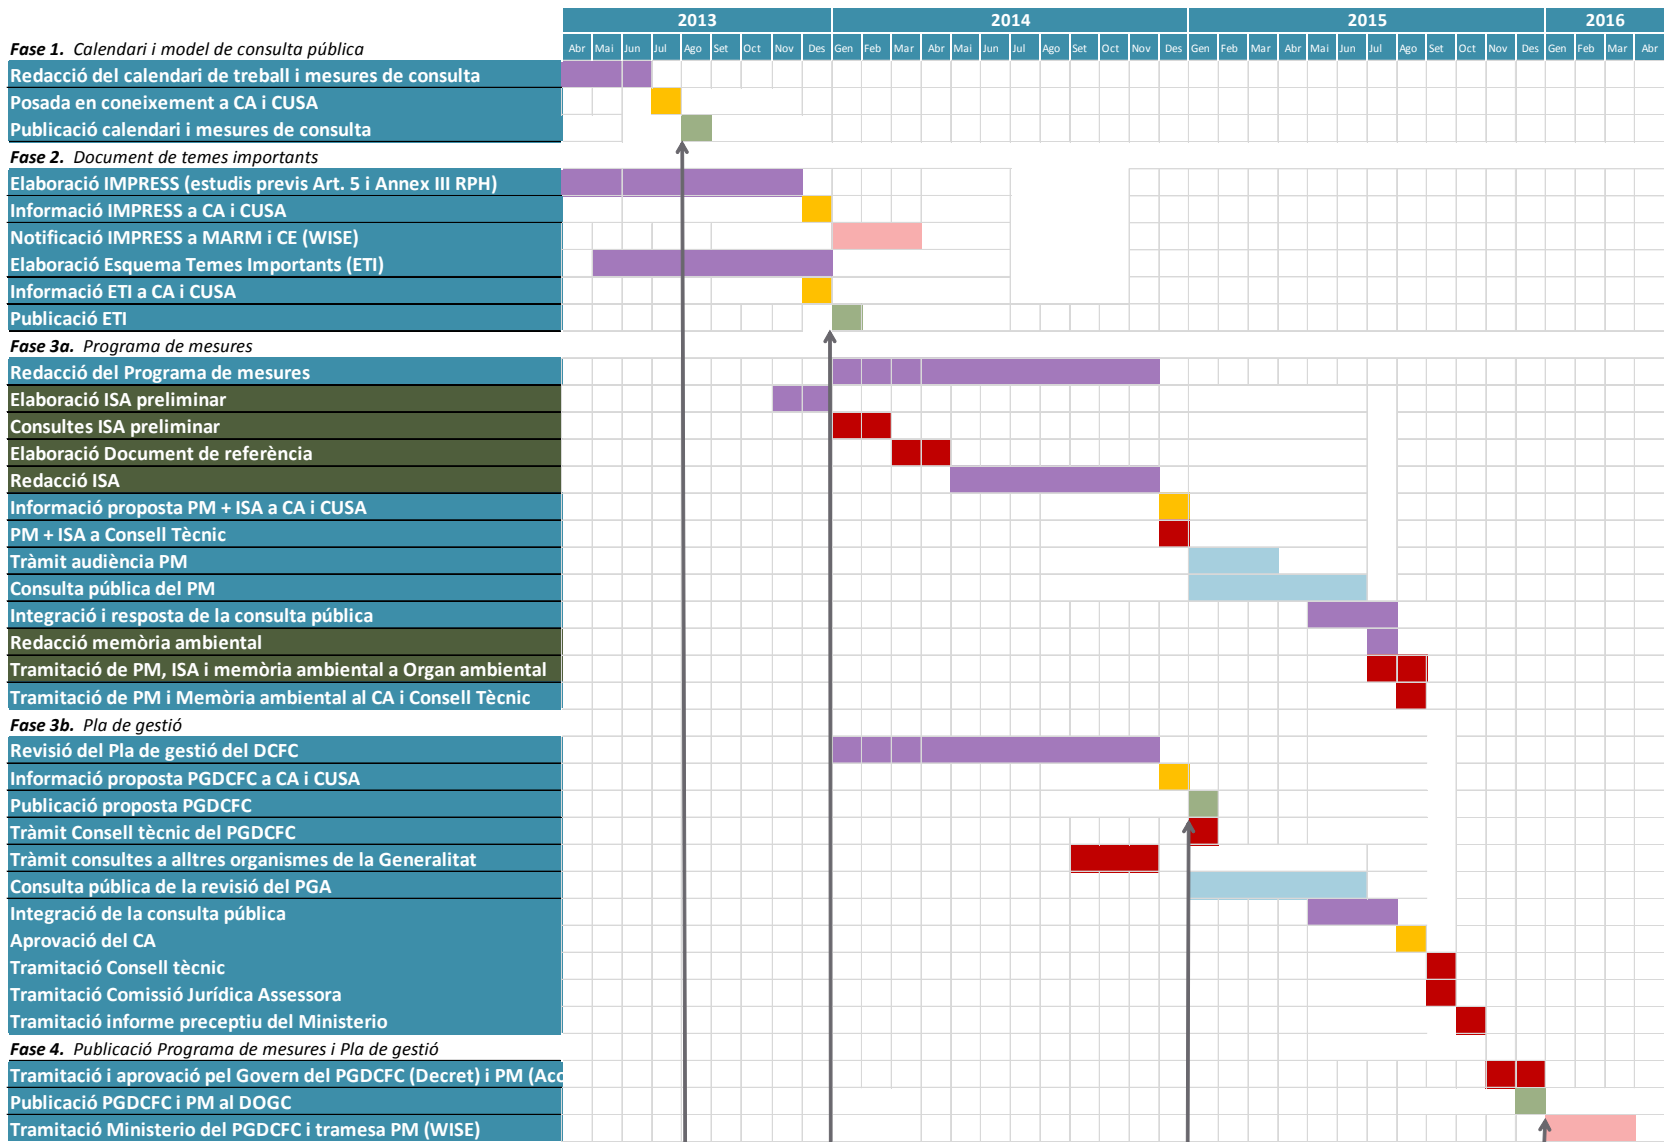 2013 2014 2015 2016
Fase 1. Calendari i model de consulta pública Abr Mai Jun Jul Ago Set Oct Nov Des Gen Feb Mar Abr Mai Jun Jul Ago Set Oct Nov Des Gen Feb Mar Abr Mai Jun Jul Ago Set Oct Nov Des Gen Feb Mar Abr
Redacció del calendari de treball i mesures de consulta
Posada en coneixement a CA i CUSA
Publicació calendari i mesures de consulta
Fase 2. Document de temes importants
Elaboració IMPRESS (estudis previs Art. 5 i Annex III RPH)
Informació IMPRESS a CA i CUSA
Notificació IMPRESS a MARM i CE (WISE)
Elaboració Esquema Temes Importants (ETI)
Informació ETI a CA i CUSA
Publicació ETI
Fase 3a. Programa de mesures
Redacció del Programa de mesures
Elaboració ISA preliminar
Consultes ISA preliminar
Elaboració Document de referència
Redacció ISA
Informació proposta PM + ISA a CA i CUSA
PM + ISA a Consell Tècnic
Tràmit audiència PM
Consulta pública del PM
Integració i resposta de la consulta pública
Redacció memòria ambiental
Tramitació de PM, ISA i memòria ambiental a Organ ambiental
Tramitació de PM i Memòria ambiental al CA i Consell Tècnic
Fase 3b. Pla de gestió
Revisió del Pla de gestió del DCFC
Informació proposta PGDCFC a CA i CUSA
Publicació proposta PGDCFC
Tràmit Consell tècnic del PGDCFC
Tràmit consultes a alltres organismes de la Generalitat
Consulta pública de la revisió del PGA
Integració de la consulta pública
Aprovació del CA
Tramitació Consell tècnic
Tramitació Comissió Jurídica Assessora
Tramitació informe preceptiu del Ministerio
Fase 4. Publicació Programa de mesures i Pla de gestió
Tramitació i aprovació pel Govern del PGDCFC (Decret) i PM (Acc
Publicació PGDCFC i PM al DOGC
Tramitació Ministerio del PGDCFC i tramesa PM (WISE)